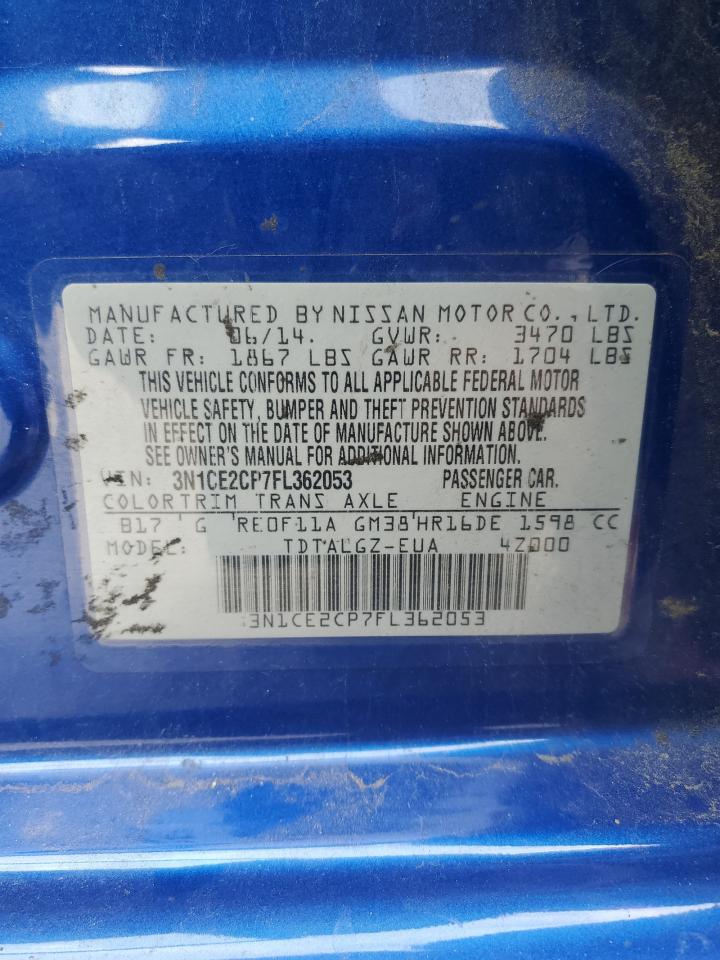 MANUFACTURED BY NISSAN MOTOR CO., LTD.
DATE: 06/14. GVWR: 3470 LBS
GAWR FR: 1867 LBS GAWR RR: 1704 LBS
THIS VEHICLE CONFORMS TO ALL APPLICABLE FEDERAL MOTOR
VEHICLE SAFETY, BUMPER AND THEFT PREVENTION STANDARDS
IN EFFECT ON THE DATE OF MANUFACTURE SHOWN ABOVE.
SEE OWNER'S MANUAL FOR ADDITIONAL INFORMATION.
VIN: 3N1CE2CP7FL362053 PASSENGER CAR.
COLOR TRIM TRANS AXLE ENGINE
B17 G RE0F11A GM38 HR16DE 1598 CC
MODEL: TDTALGZ-EUA 4Z000
3N1CE2CP7FL362053